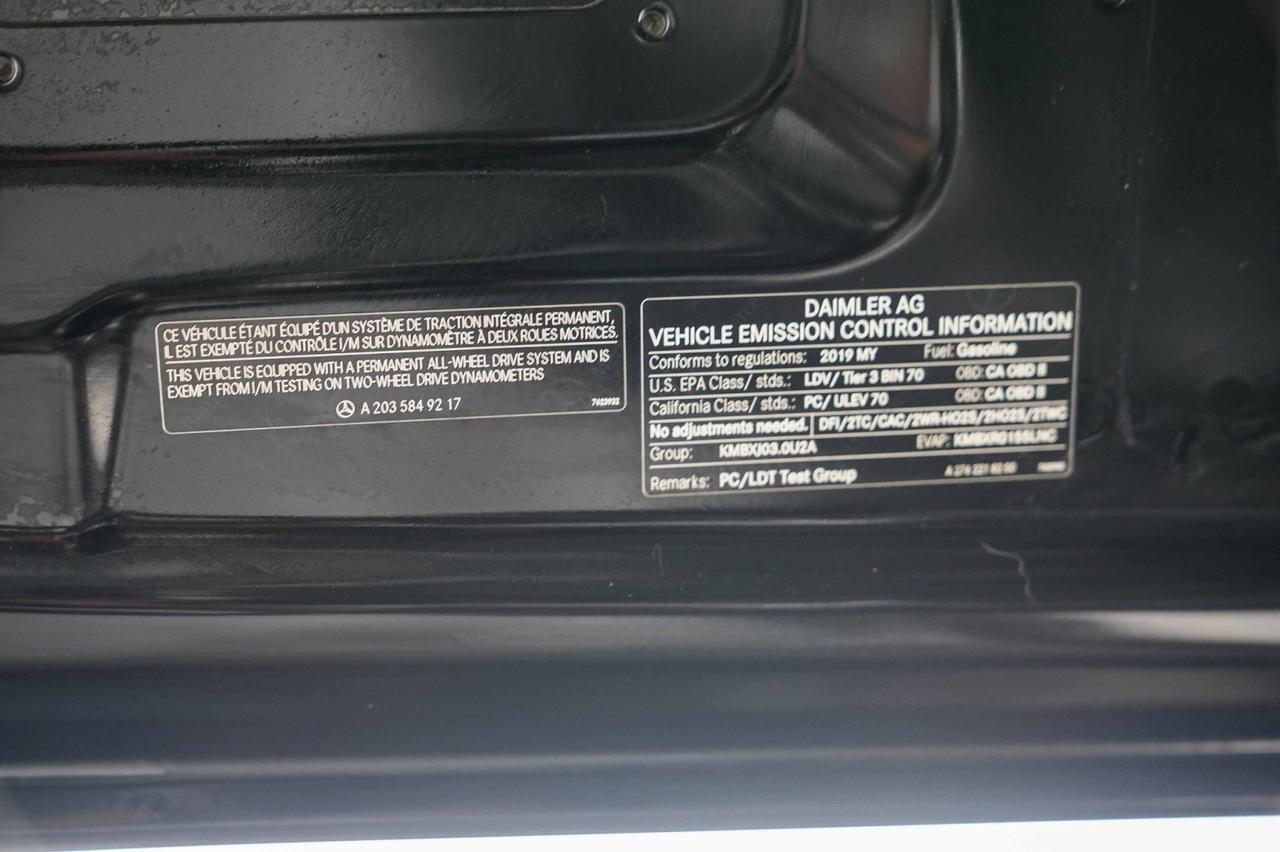 CE VÉHICULE ÉTANT ÉQUIPÉ D'UN SYSTÈME DE TRACTION INTÉGRALE PERMANENT,
IL EST EXEMPTÉ DU CONTRÔLE I/M SUR DYNAMOMÈTRE À DEUX ROUES MOTRICES.
THIS VEHICLE IS EQUIPPED WITH A PERMANENT ALL-WHEEL DRIVE SYSTEM AND IS
EXEMPT FROM I/M TESTING ON TWO-WHEEL DRIVE DYNAMOMETERS
A 203 584 92 17
DAIMLER AG
VEHICLE EMISSION CONTROL INFORMATION
Conforms to regulations: 2019 MY Fuel: Gasoline
U.S. EPA Class/ stds.: LDV/ Tier 3 BIN 70 OBD: CA OBD II
California Class/ stds.: PC/ ULEV 70 OBD: CA OBD II
No adjustments needed. DFI/2TC/CAC/2WR-HO2S/2HO2S/2TWC
Group: KMBXJ03.0U2A EVAP: KMBXR0155LNC
Remarks: PC/LDT Test Group